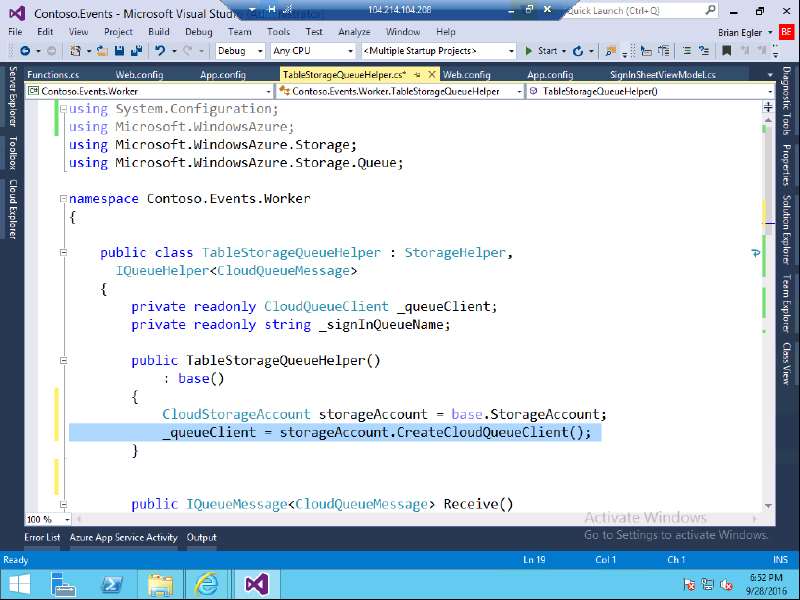 Contoso.Events - Microsoft Visual Stud
104.214.104.208
Quick Launch (Ctrl+Q)
File Edit View Project Build Debug Team Tools Test Analyze Window Help Brian Egler BE
Debug Any CPU <Multiple Startup Projects> Start
Functions.cs Web.config App.config TableStorageQueueHelper.cs* Web.config App.config SignInSheetViewModel.cs
Contoso.Events.Worker Contoso.Events.Worker.TableStorageQueueHelper TableStorageQueueHelper()
Server Explorer
Toolbox
Cloud Explorer
using System.Configuration;
using Microsoft.WindowsAzure;
using Microsoft.WindowsAzure.Storage;
using Microsoft.WindowsAzure.Storage.Queue;
namespace Contoso.Events.Worker
{
public class TableStorageQueueHelper : StorageHelper,
IQueueHelper<CloudQueueMessage>
{
private readonly CloudQueueClient _queueClient;
private readonly string _signInQueueName;
public TableStorageQueueHelper()
: base()
{
CloudStorageAccount storageAccount = base.StorageAccount;
_queueClient = storageAccount.CreateCloudQueueClient();
}
public IQueueMessage<CloudQueueMessage> Receive()
Diagnostic Tools
Properties
Solution Explorer
Team Explorer
Class View
100 %
Activate Windows
Go to Settings to activate Windows.
Error List Azure App Service Activity Output
Ready Ln 19 Col 1 Ch 1 INS
6:52 PM
9/28/2016